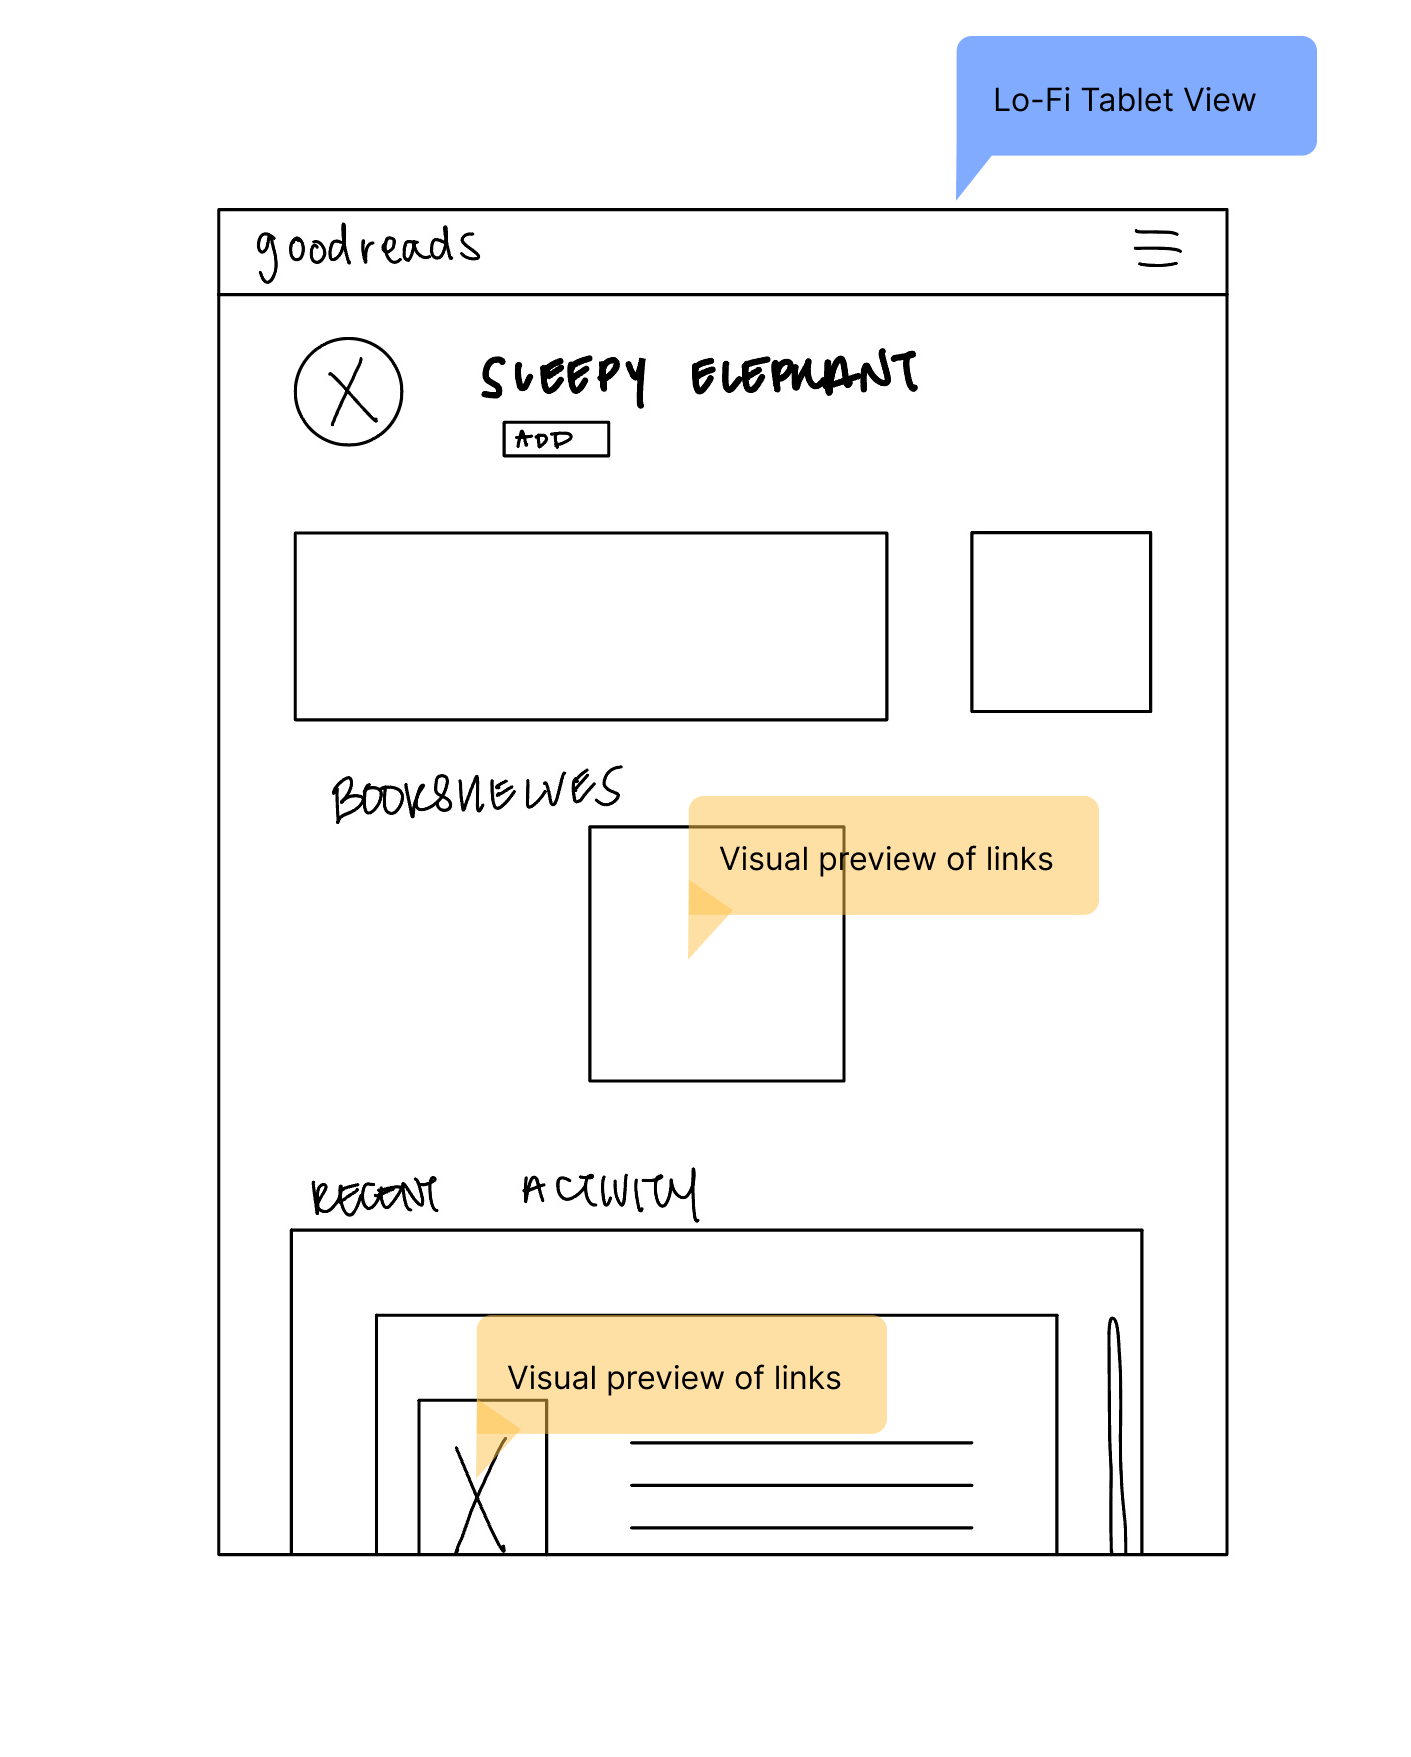 Lo-Fi Tablet View
goodreads
SLEEPY ELEPHANT
ADD
BOOKSHELVES
Visual preview of links
RECENT ACTIVITY
Visual preview of links